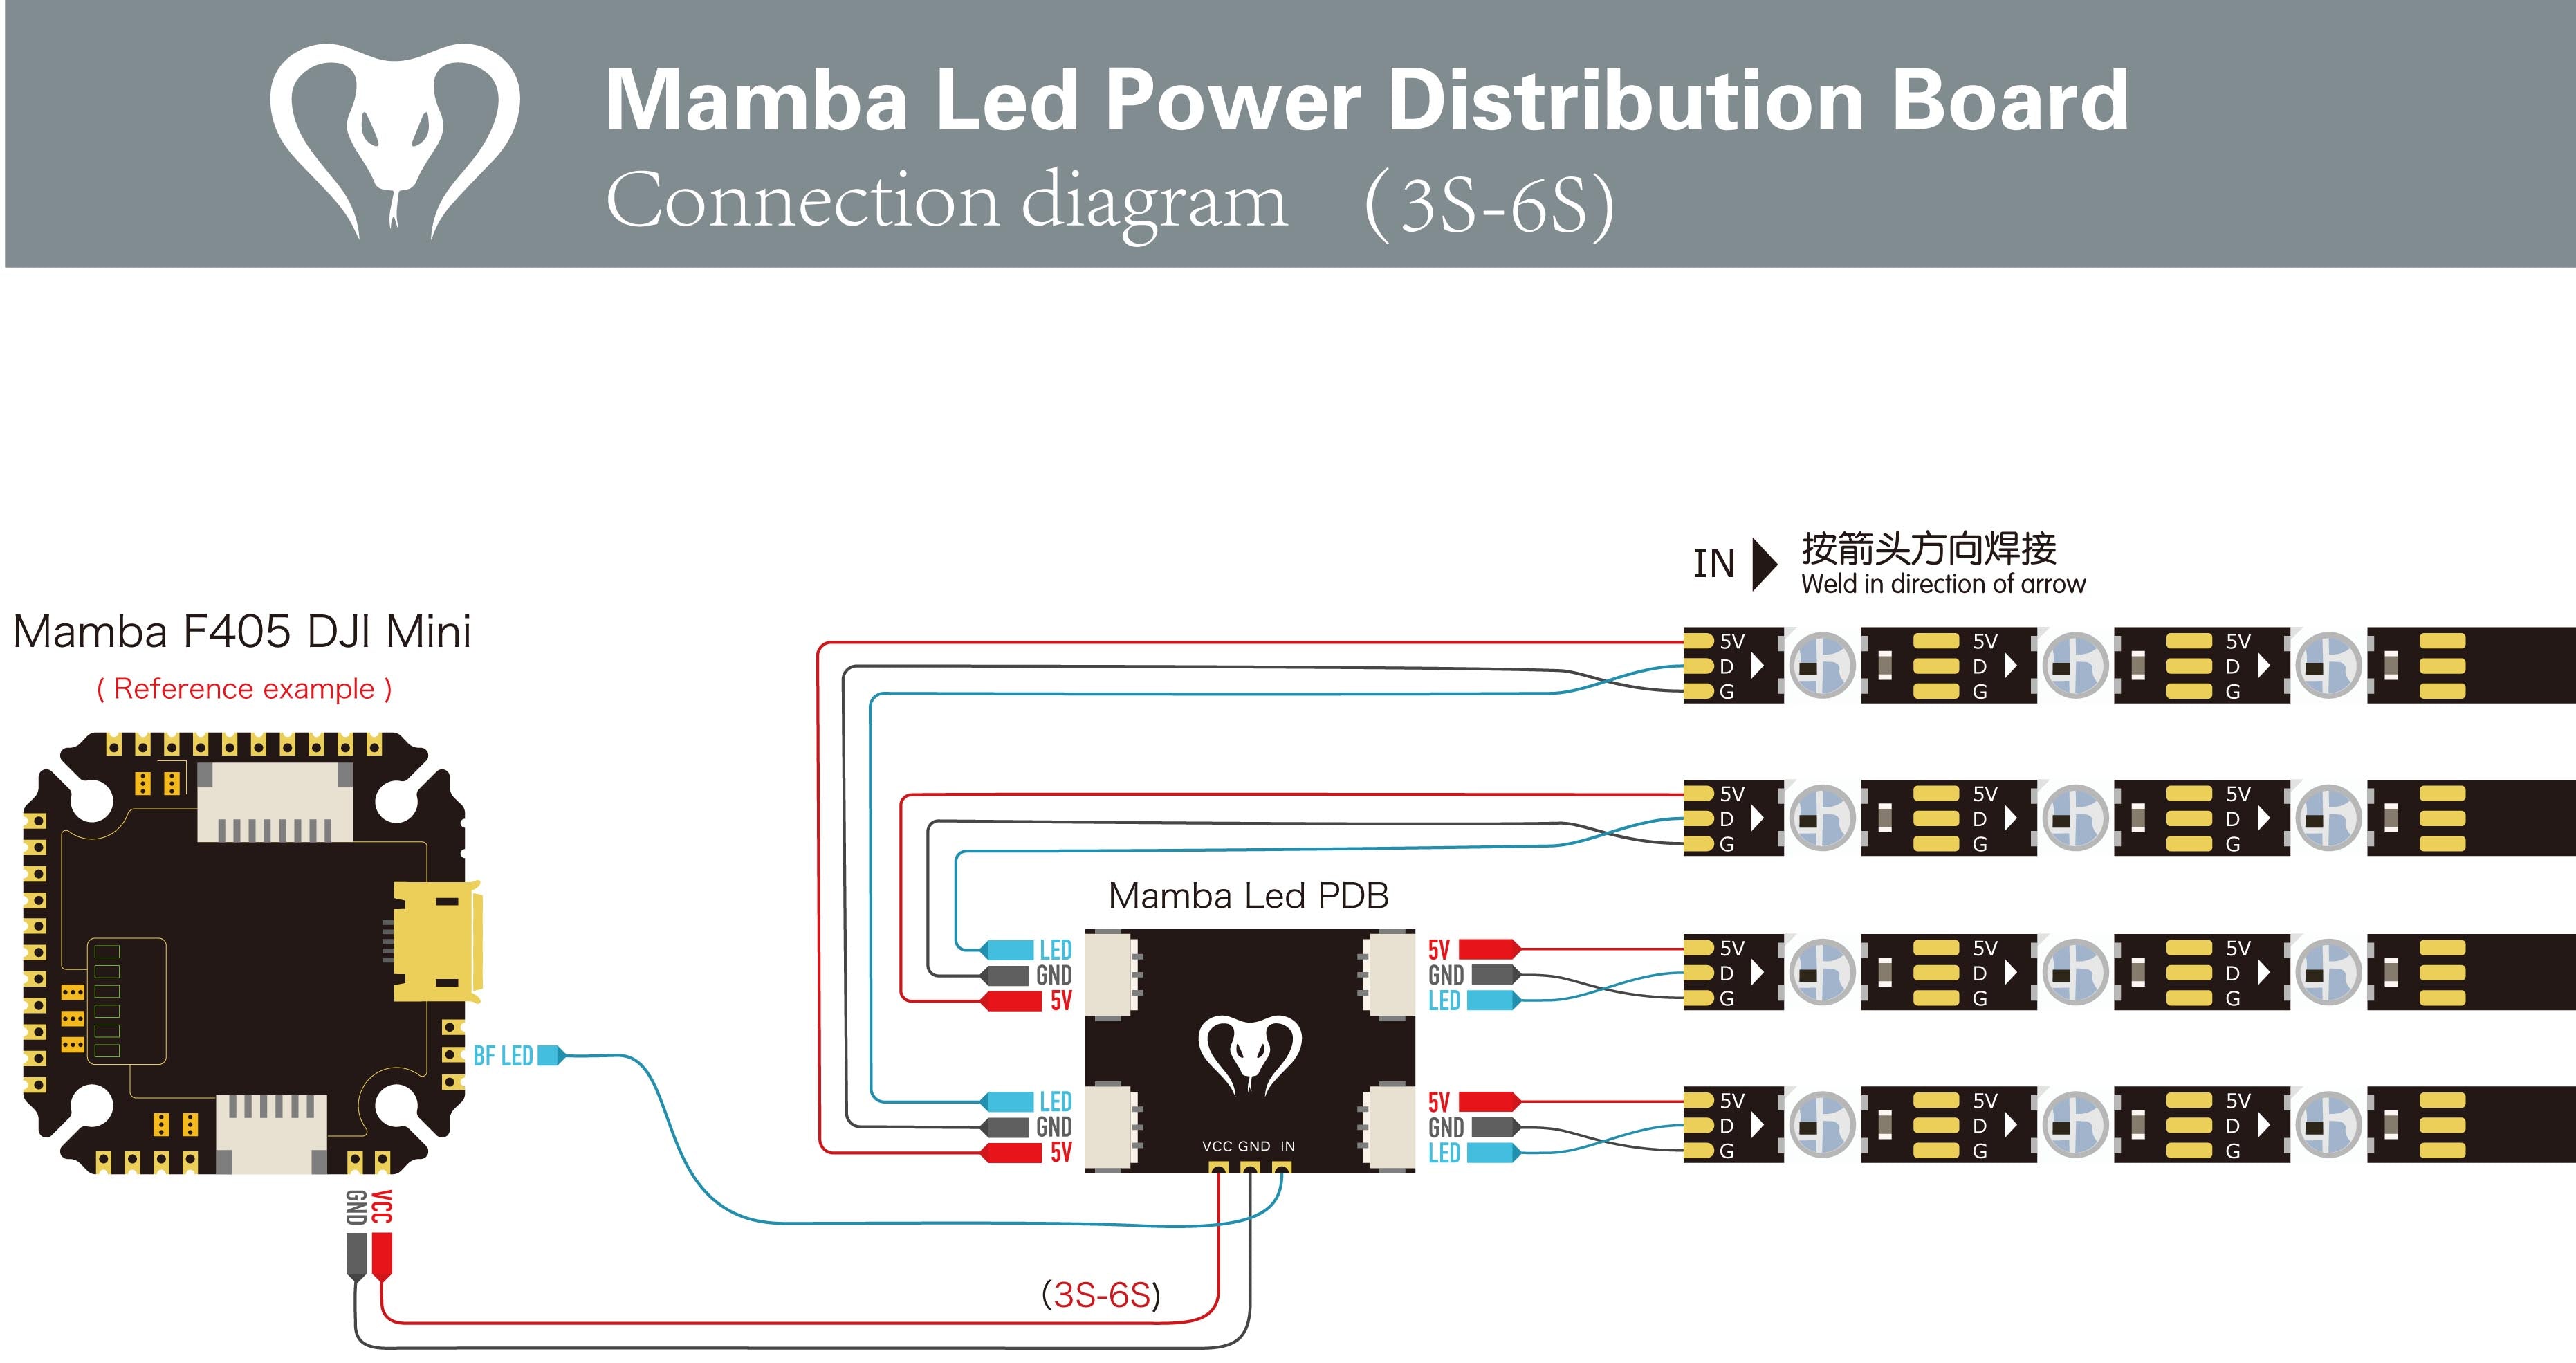 Mamba Led Power Distribution Board
Connection diagram （3S-6S)
IN
按箭头方向焊接
Weld in direction of arrow
Mamba F405 DJI Mini
( Reference example )
5V 5V 5V
D D D
G G G
5V 5V 5V
D D D
G G G
Mamba Led PDB
LED 5V 5V 5V 5V
GND GND D D D
5V LED G G G
BF LED
LED 5V 5V 5V 5V
GND GND D D D
5V LED G G G
VCC GND IN
GND
VCC
(3S-6S)